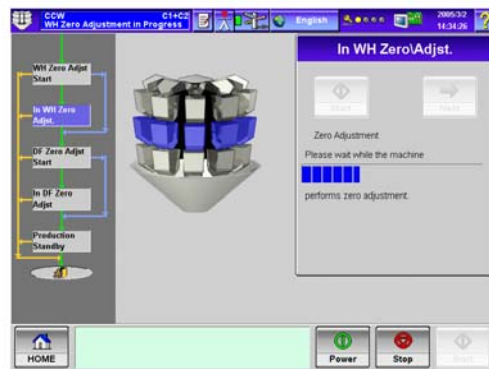 CCW C1+C2
WH Zero Adjustment in Progress
English
2005/3/2
14:34:26
?
WH Zero Adjst
Start
In WH Zero
Adjst.
DF Zero Adjst
Start
In DF Zero
Adjst
Production
Standby
In WH Zero\Adjst.
Start
Next
Zero Adjustment
Please wait while the machine
performs zero adjustment.
HOME
Power
Stop
Start